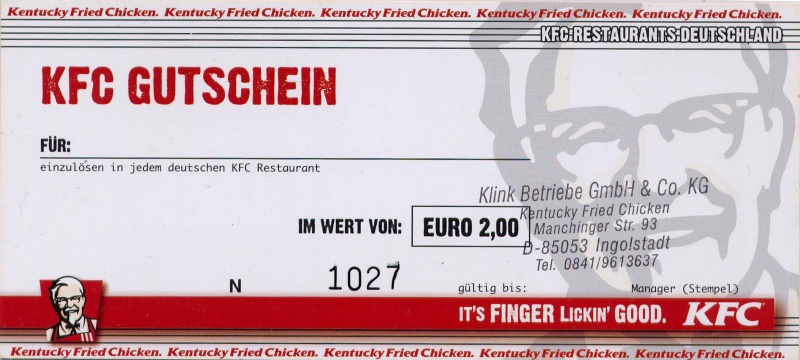 Kentucky Fried Chicken. Kentucky Fried Chicken. Kentucky Fried Chicken. Kentucky Fried Chicken. Kentucky Fried Chicken. Kentucky Fried Chicken. Kentucky Fried Chicken.
KFC RESTAURANTS DEUTSCHLAND
KFC GUTSCHEIN
FÜR:
einzulösen in jedem deutschen KFC Restaurant
Klink Betriebe GmbH & Co. KG
Kentucky Fried Chicken
Manchinger Str. 93
D-85053 Ingolstadt
Tel. 0841/9613637
IM WERT VON: EURO 2,00
N 1027
gültig bis: Manager (Stempel)
IT'S FINGER LICKIN' GOOD. KFC
Kentucky Fried Chicken. Kentucky Fried Chicken. Kentucky Fried Chicken. Kentucky Fried Chicken. Kentucky Fried Chicken. Kentucky Fried Chicken.